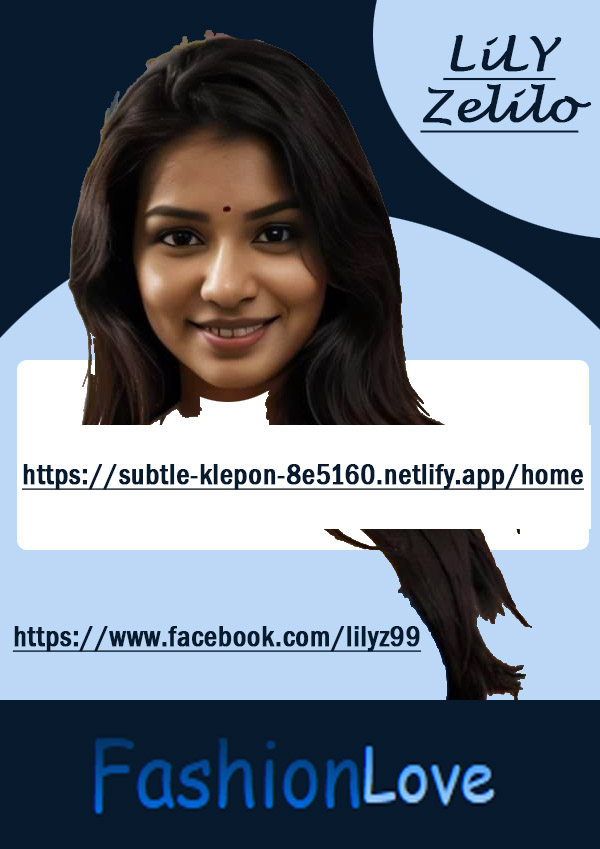 LiLY
Zelilo
https://subtle-klepon-8e5160.netlify.app/home
https://www.facebook.com/lilyz99
FashionLove